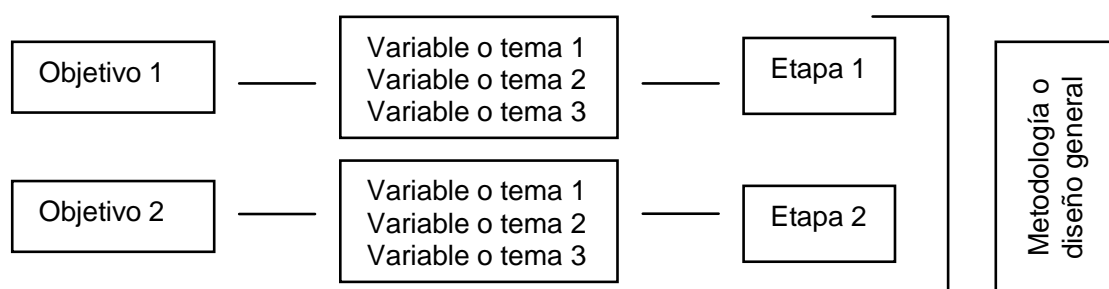 Objetivo 1
Variable o tema 1
Variable o tema 2
Variable o tema 3
Etapa 1
Objetivo 2
Variable o tema 1
Variable o tema 2
Variable o tema 3
Etapa 2
Metodología o
diseño general